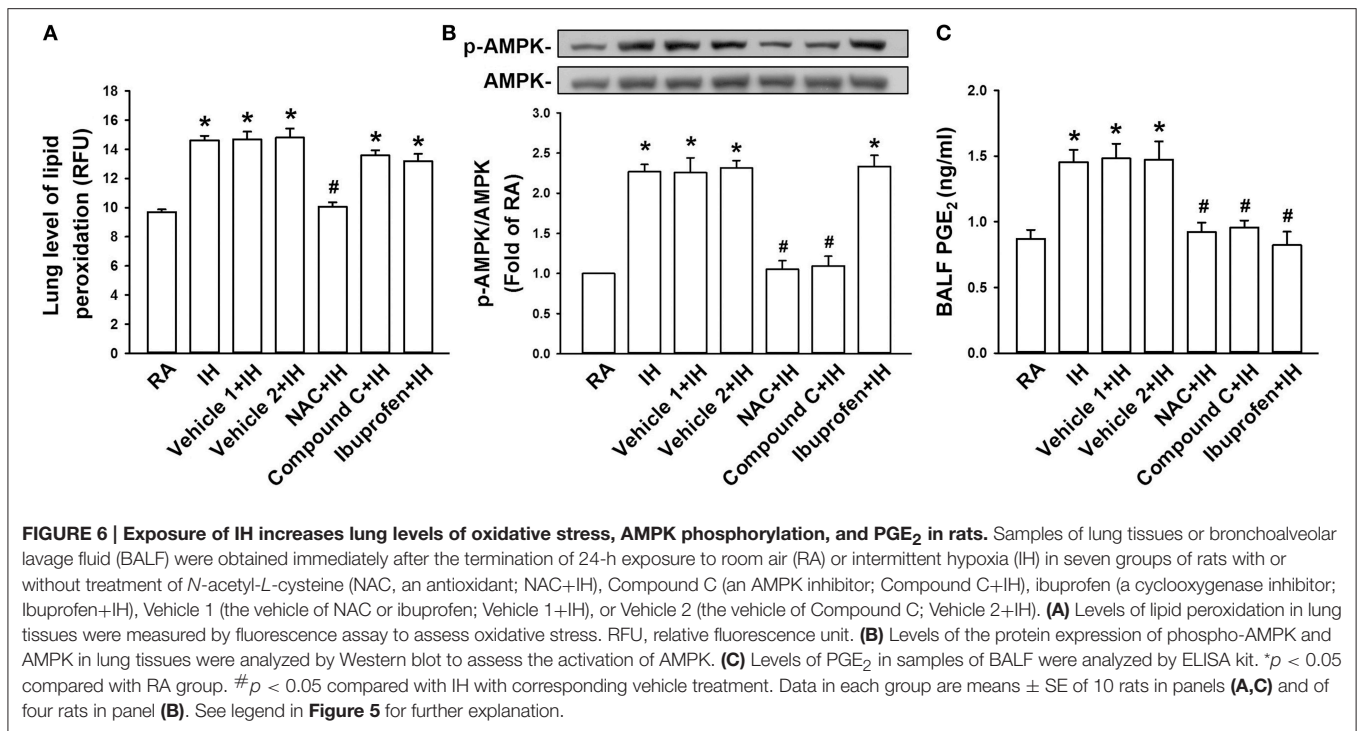 A
Lung level of lipid
peroxidation (RFU)
18
16
14
12
10
8
6
4
2
0
* * * # * *
RA
IH
Vehicle 1+IH
Vehicle 2+IH
NAC+IH
Compound C+IH
Ibuprofen+IH
B
p-AMPK-
AMPK-
p-AMPK/AMPK
(Fold of RA)
3.0
2.5
2.0
1.5
1.0
0.5
0.0
* * * # # *
RA
IH
Vehicle 1+IH
Vehicle 2+IH
NAC+IH
Compound C+IH
Ibuprofen+IH
C
BALF PGE₂ (ng/ml)
2.0
1.5
1.0
0.5
0.0
* * * # # #
RA
IH
Vehicle 1+IH
Vehicle 2+IH
NAC+IH
Compound C+IH
Ibuprofen+IH
FIGURE 6 | Exposure of IH increases lung levels of oxidative stress, AMPK phosphorylation, and PGE₂ in rats. Samples of lung tissues or bronchoalveolar
lavage fluid (BALF) were obtained immediately after the termination of 24-h exposure to room air (RA) or intermittent hypoxia (IH) in seven groups of rats with or
without treatment of N-acetyl-L-cysteine (NAC, an antioxidant; NAC+IH), Compound C (an AMPK inhibitor; Compound C+IH), ibuprofen (a cyclooxygenase inhibitor;
Ibuprofen+IH), Vehicle 1 (the vehicle of NAC or ibuprofen; Vehicle 1+IH), or Vehicle 2 (the vehicle of Compound C; Vehicle 2+IH). (A) Levels of lipid peroxidation in lung
tissues were measured by fluorescence assay to assess oxidative stress. RFU, relative fluorescence unit. (B) Levels of the protein expression of phospho-AMPK and
AMPK in lung tissues were analyzed by Western blot to assess the activation of AMPK. (C) Levels of PGE₂ in samples of BALF were analyzed by ELISA kit. *p < 0.05
compared with RA group. #p < 0.05 compared with IH with corresponding vehicle treatment. Data in each group are means ± SE of 10 rats in panels (A,C) and of
four rats in panel (B). See legend in Figure 5 for further explanation.